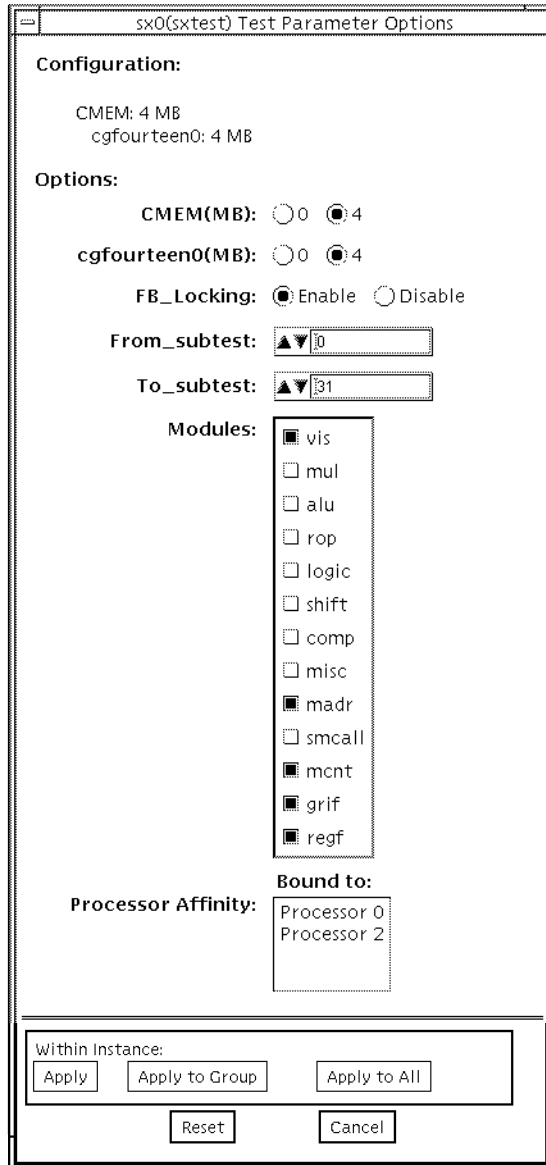 sx0(sxtest) Test Parameter Options
Configuration:
CMEM: 4 MB
cgfourteen0: 4 MB
Options:
CMEM(MB): 0 4
cgfourteen0(MB): 0 4
FB_Locking: Enable Disable
From_subtest: 0
To_subtest: 31
Modules: vis
mul
alu
rop
logic
shift
comp
misc
madr
smcall
mcnt
grif
regf
Bound to:
Processor Affinity: Processor 0
Processor 2
Within Instance:
Apply Apply to Group Apply to All
Reset Cancel